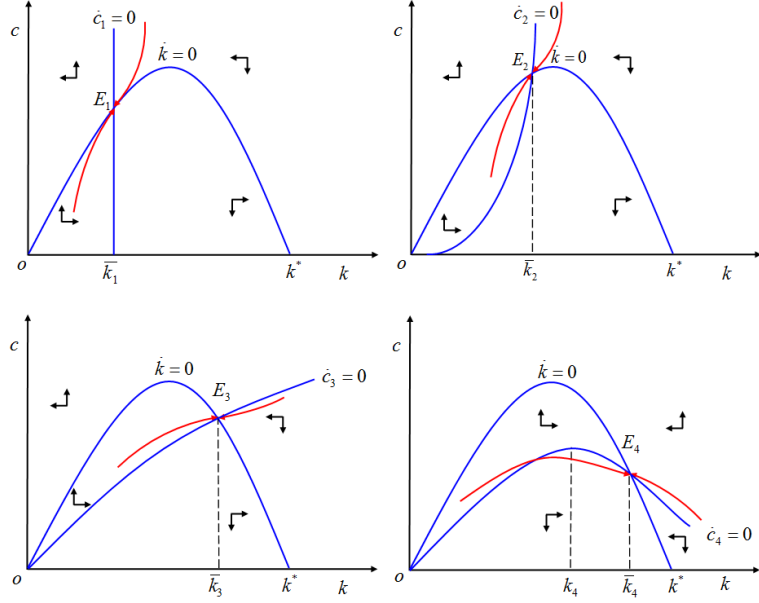 c
ċ₁ = 0
k̇ = 0
E₁
o
k̅₁
k*
k
c
ċ₂ = 0
k̇ = 0
E₂
o
k̅₂
k*
k
c
k̇ = 0
E₃
ċ₃ = 0
o
k̅₃
k*
k
c
k̇ = 0
E₄
ċ₄ = 0
o
k₄
k̅₄
k*
k